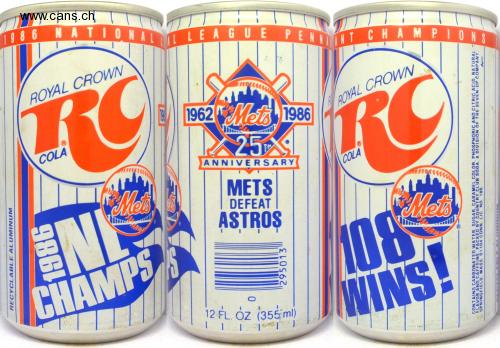 www.cans.ch
1986 NATIONAL
ROYAL CROWN
RC
COLA
Mets
1986
NL
CHAMPS
RECYCLABLE ALUMINUM
L LEAGUE PENN
1962
1986
Mets
25th
ANNIVERSARY
METS
DEFEAT
ASTROS
295013
12 FL. OZ (355 ml)
NT CHAMPIONS
ROYAL CROWN
RC
COLA
Mets
108
WINS!